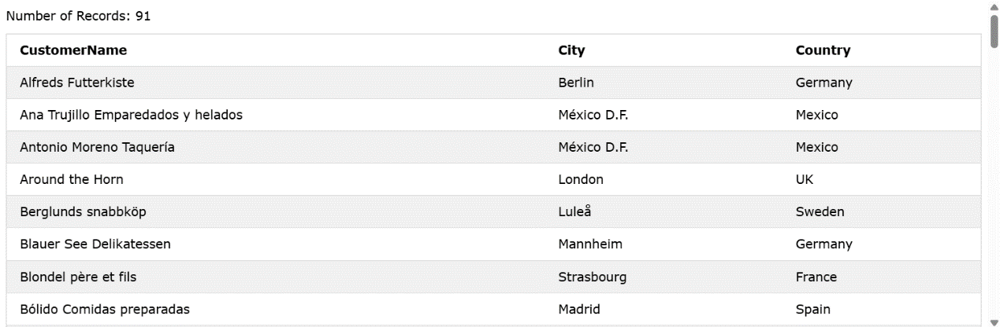 Number of Records: 91
CustomerName City Country
Alfreds Futterkiste Berlin Germany
Ana Trujillo Emparedados y helados México D.F. Mexico
Antonio Moreno Taquería México D.F. Mexico
Around the Horn London UK
Berglunds snabbköp Luleå Sweden
Blauer See Delikatessen Mannheim Germany
Blondel père et fils Strasbourg France
Bólido Comidas preparadas Madrid Spain